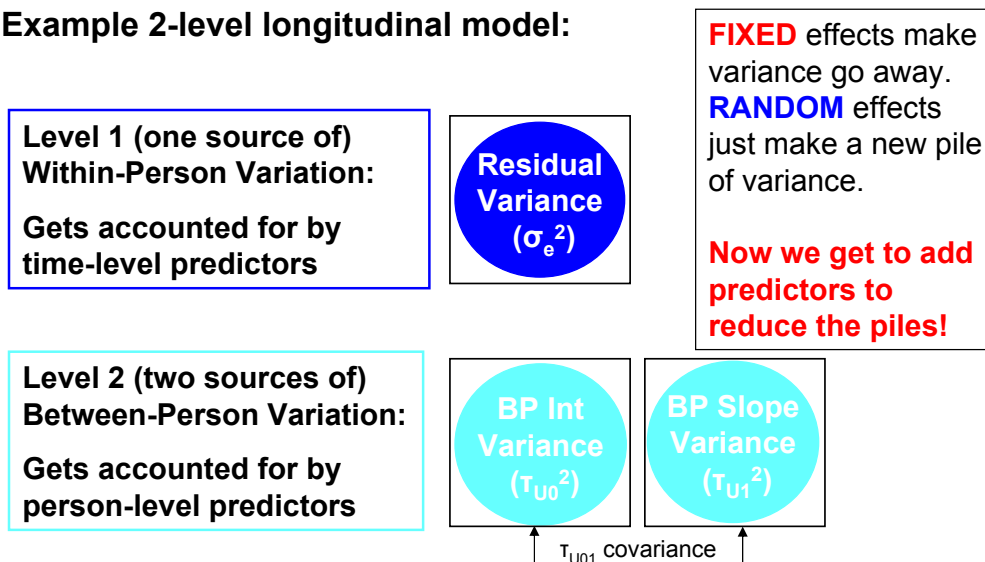 Example 2-level longitudinal model:
FIXED effects make
variance go away.
RANDOM effects
just make a new pile
of variance.
Now we get to add
predictors to
reduce the piles!
Level 1 (one source of)
Within-Person Variation:
Gets accounted for by
time-level predictors
Residual
Variance
(σₑ²)
Level 2 (two sources of)
Between-Person Variation:
Gets accounted for by
person-level predictors
BP Int
Variance
(τ_U0²)
BP Slope
Variance
(τ_U1²)
τ_U01 covariance